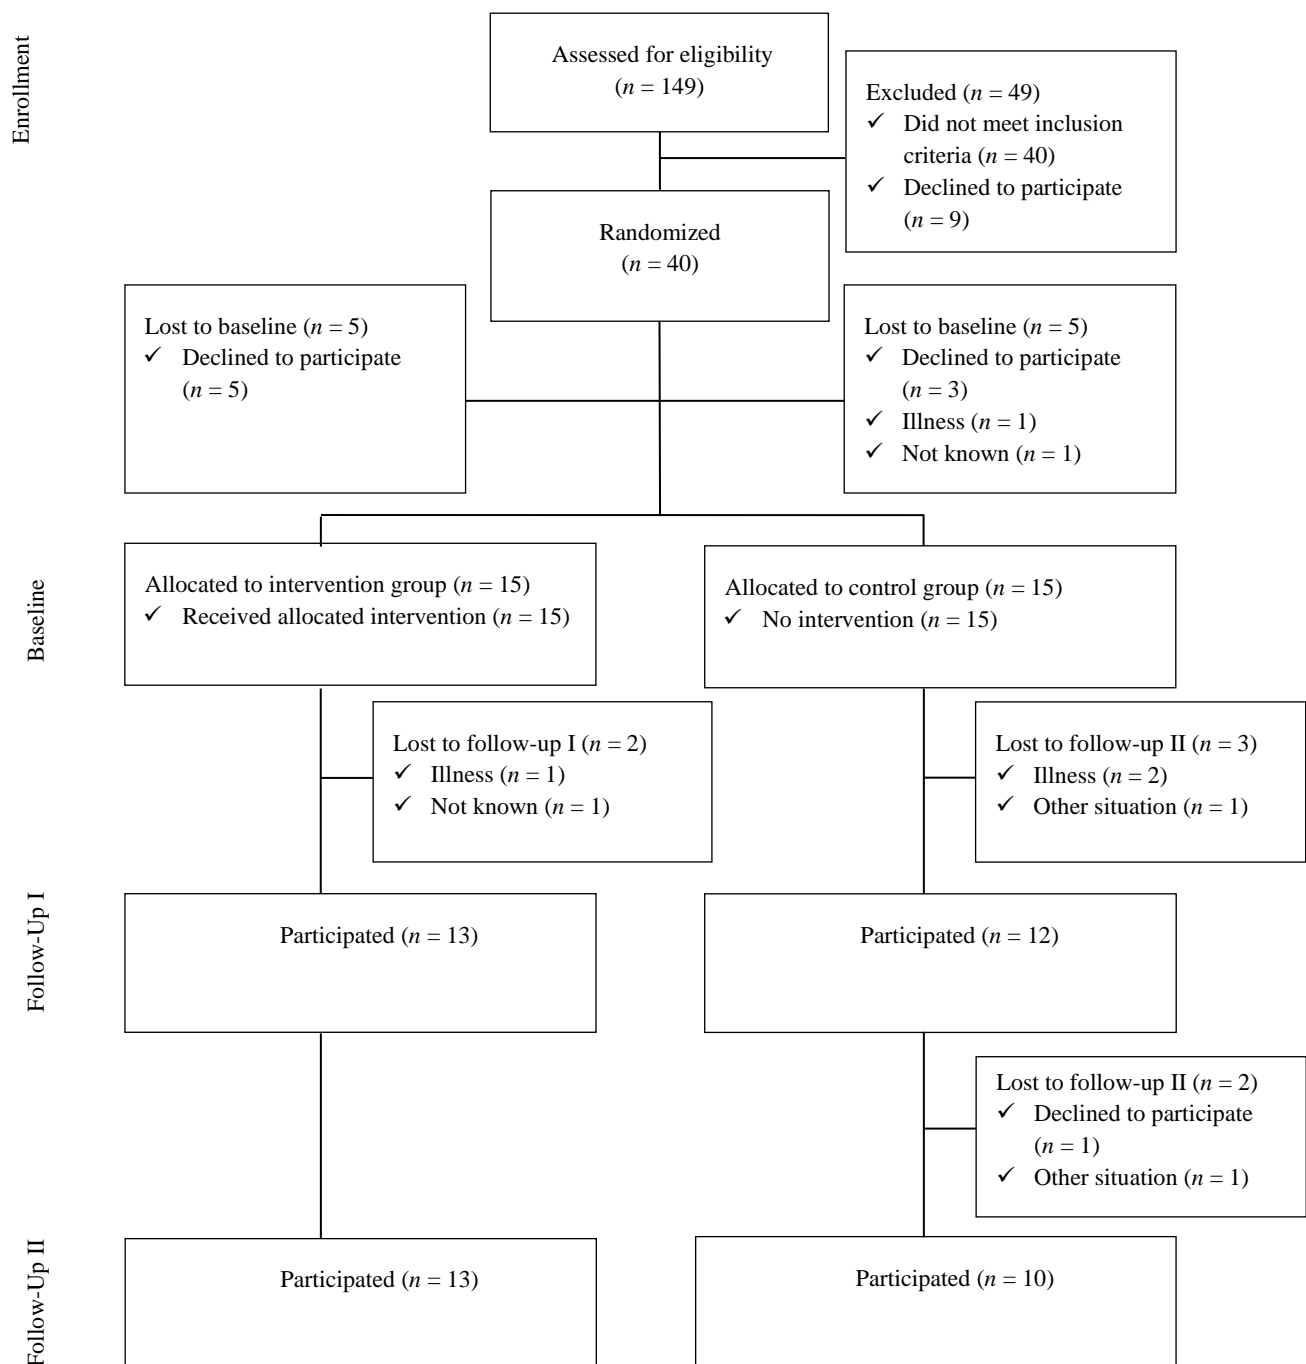 Enrollment
Assessed for eligibility
(n = 149)
Excluded (n = 49)
✓ Did not meet inclusion
criteria (n = 40)
✓ Declined to participate
(n = 9)
Randomized
(n = 40)
Lost to baseline (n = 5)
✓ Declined to participate
(n = 5)
Lost to baseline (n = 5)
✓ Declined to participate
(n = 3)
✓ Illness (n = 1)
✓ Not known (n = 1)
Baseline
Allocated to intervention group (n = 15)
✓ Received allocated intervention (n = 15)
Allocated to control group (n = 15)
✓ No intervention (n = 15)
Lost to follow-up I (n = 2)
✓ Illness (n = 1)
✓ Not known (n = 1)
Lost to follow-up II (n = 3)
✓ Illness (n = 2)
✓ Other situation (n = 1)
Follow-Up I
Participated (n = 13)
Participated (n = 12)
Lost to follow-up II (n = 2)
✓ Declined to participate
(n = 1)
✓ Other situation (n = 1)
Follow-Up II
Participated (n = 13)
Participated (n = 10)